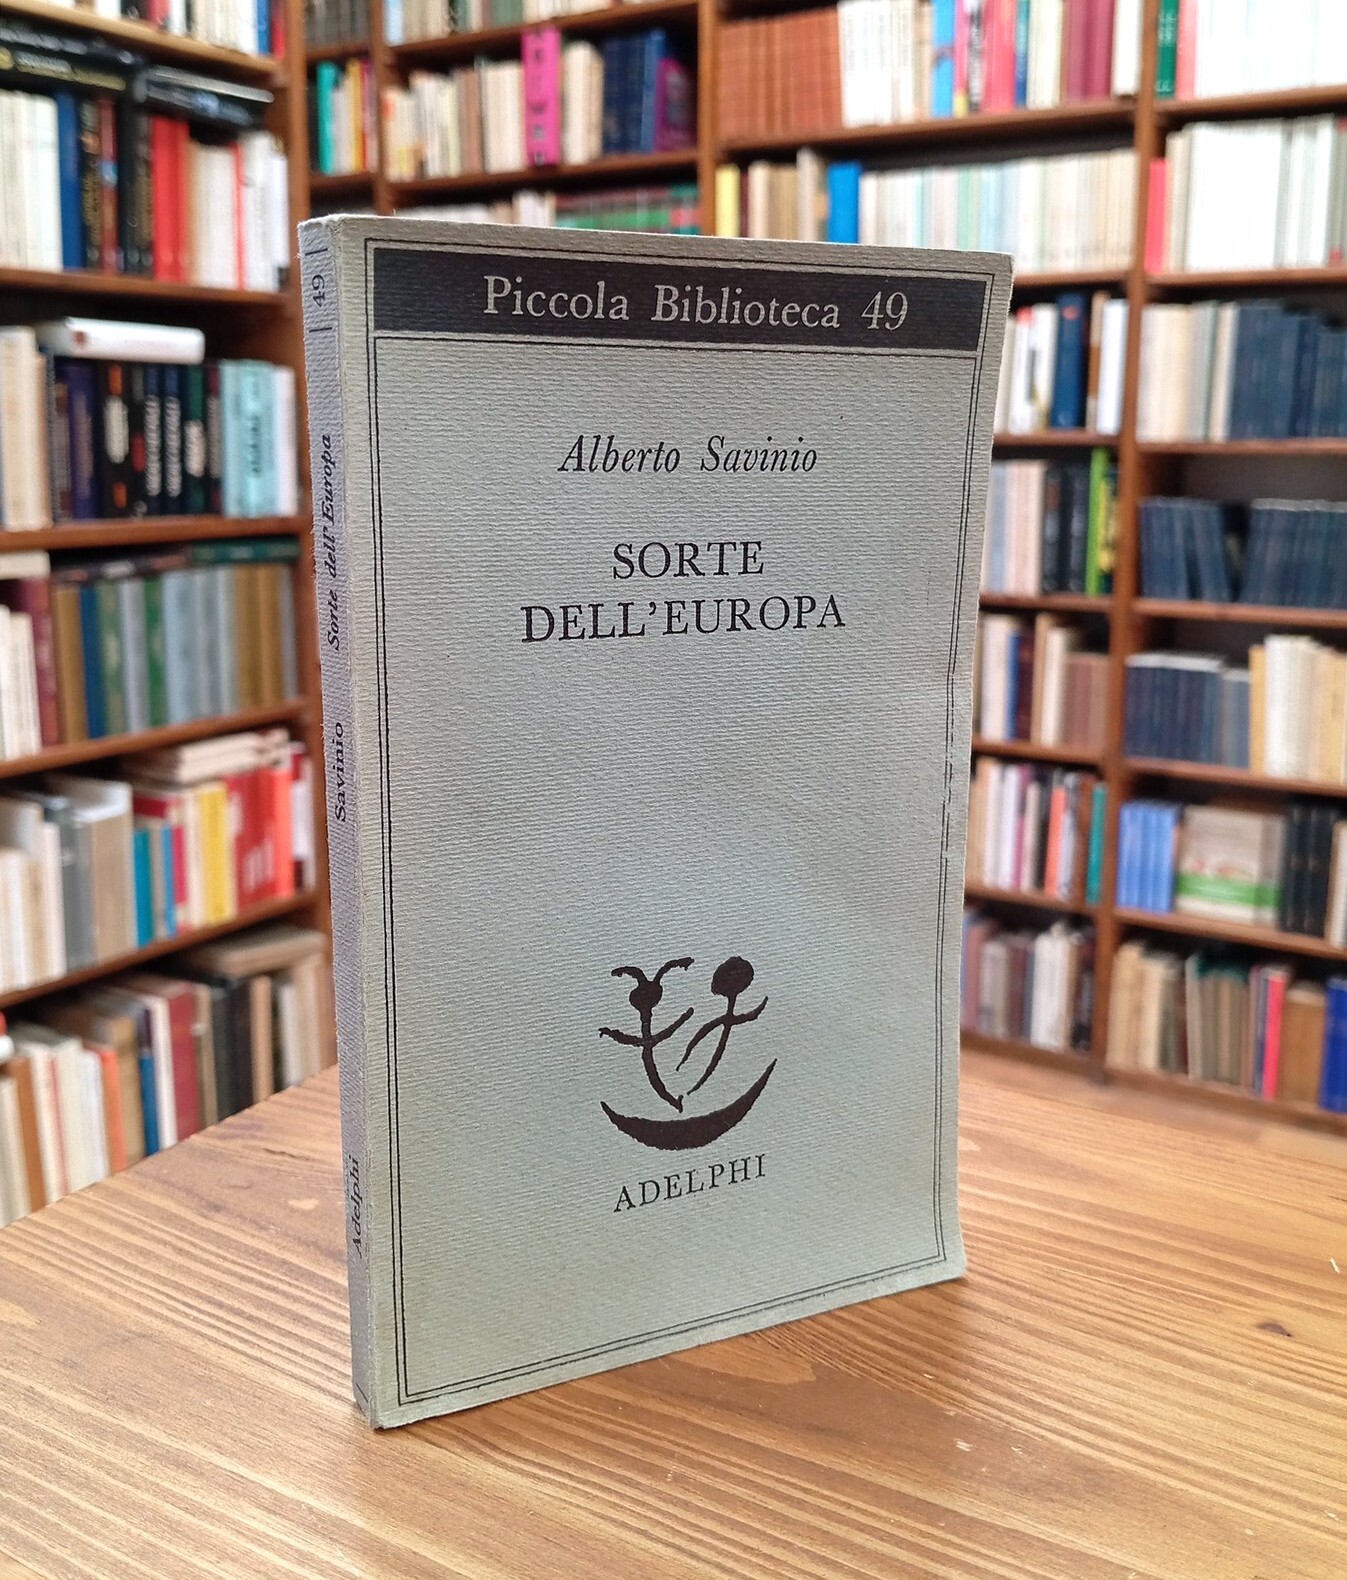 Piccola Biblioteca 49
Alberto Savinio
SORTE
DELL'EUROPA
ADELPHI
49
Savinio Sorte dell'Europa
Adelphi